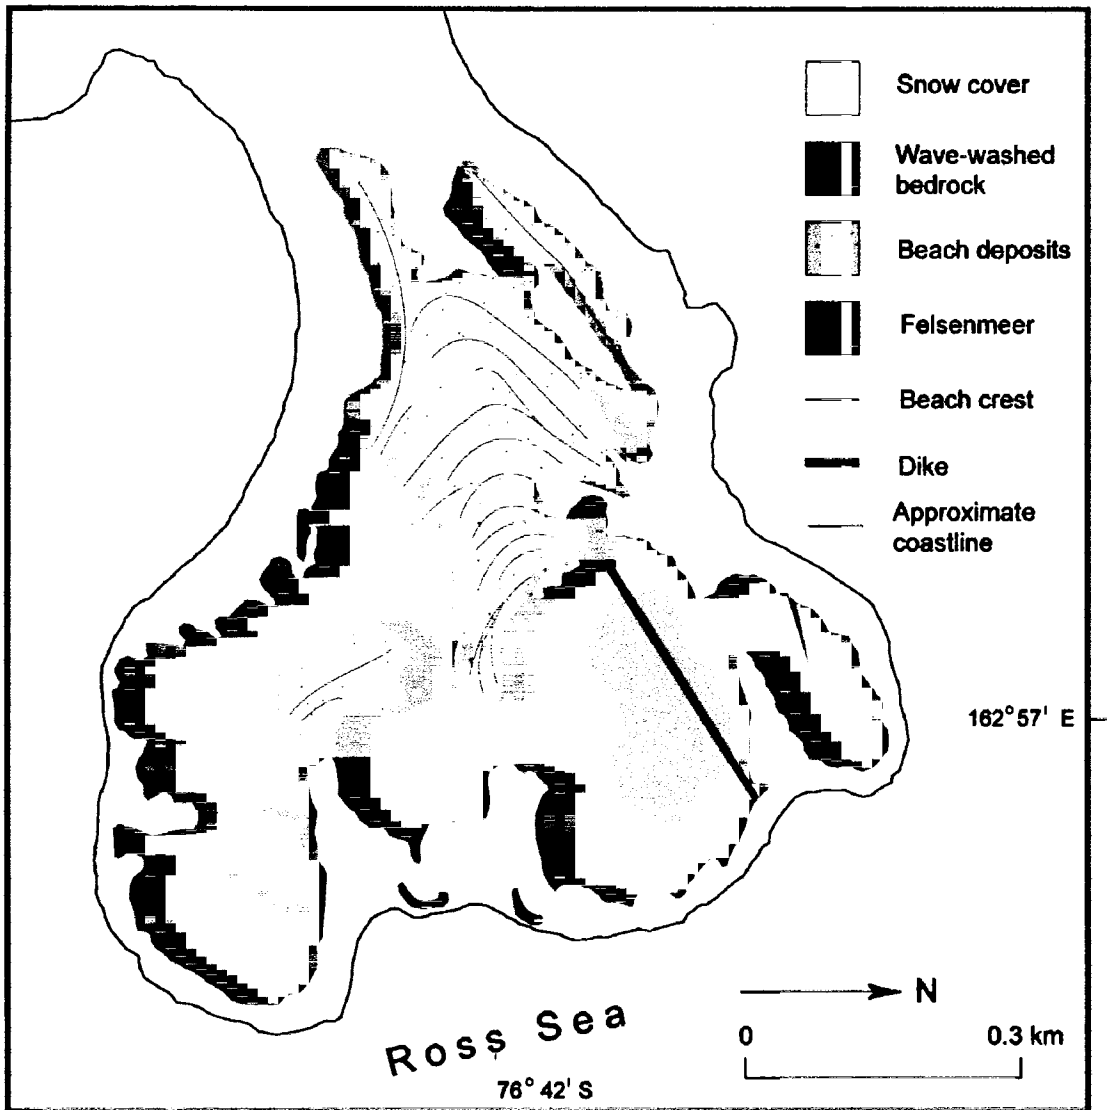 Snow cover
Wave-washed
bedrock
Beach deposits
Felsenmeer
Beach crest
Dike
Approximate
coastline
162°57' E
N
Ross Sea
0 0.3 km
76°42' S